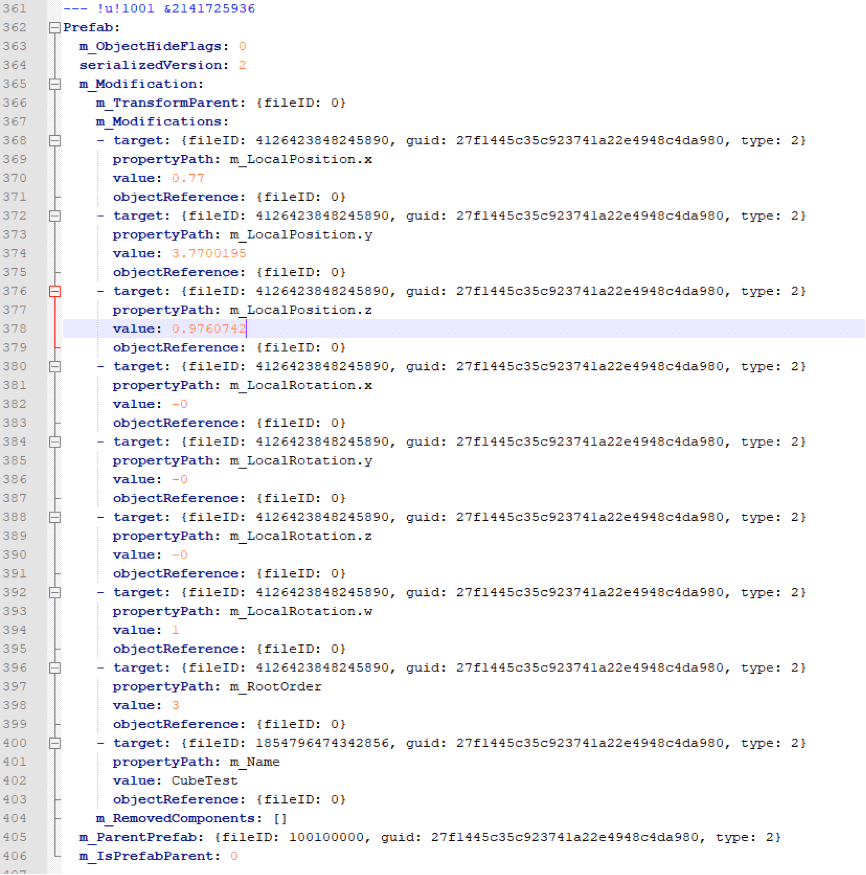 361 --- !u!1001 &2141725936
362 Prefab:
363 m_ObjectHideFlags: 0
364 serializedVersion: 2
365 m_Modification:
366 m_TransformParent: {fileID: 0}
367 m_Modifications:
368 - target: {fileID: 4126423848245890, guid: 27f1445c35c923741a22e4948c4da980, type: 2}
369 propertyPath: m_LocalPosition.x
370 value: 0.77
371 objectReference: {fileID: 0}
372 - target: {fileID: 4126423848245890, guid: 27f1445c35c923741a22e4948c4da980, type: 2}
373 propertyPath: m_LocalPosition.y
374 value: 3.7700195
375 objectReference: {fileID: 0}
376 - target: {fileID: 4126423848245890, guid: 27f1445c35c923741a22e4948c4da980, type: 2}
377 propertyPath: m_LocalPosition.z
378 value: 0.9760742
379 objectReference: {fileID: 0}
380 - target: {fileID: 4126423848245890, guid: 27f1445c35c923741a22e4948c4da980, type: 2}
381 propertyPath: m_LocalRotation.x
382 value: -0
383 objectReference: {fileID: 0}
384 - target: {fileID: 4126423848245890, guid: 27f1445c35c923741a22e4948c4da980, type: 2}
385 propertyPath: m_LocalRotation.y
386 value: -0
387 objectReference: {fileID: 0}
388 - target: {fileID: 4126423848245890, guid: 27f1445c35c923741a22e4948c4da980, type: 2}
389 propertyPath: m_LocalRotation.z
390 value: -0
391 objectReference: {fileID: 0}
392 - target: {fileID: 4126423848245890, guid: 27f1445c35c923741a22e4948c4da980, type: 2}
393 propertyPath: m_LocalRotation.w
394 value: 1
395 objectReference: {fileID: 0}
396 - target: {fileID: 4126423848245890, guid: 27f1445c35c923741a22e4948c4da980, type: 2}
397 propertyPath: m_RootOrder
398 value: 3
399 objectReference: {fileID: 0}
400 - target: {fileID: 1854796474342856, guid: 27f1445c35c923741a22e4948c4da980, type: 2}
401 propertyPath: m_Name
402 value: CubeTest
403 objectReference: {fileID: 0}
404 m_RemovedComponents: []
405 m_ParentPrefab: {fileID: 100100000, guid: 27f1445c35c923741a22e4948c4da980, type: 2}
406 m_IsPrefabParent: 0
407